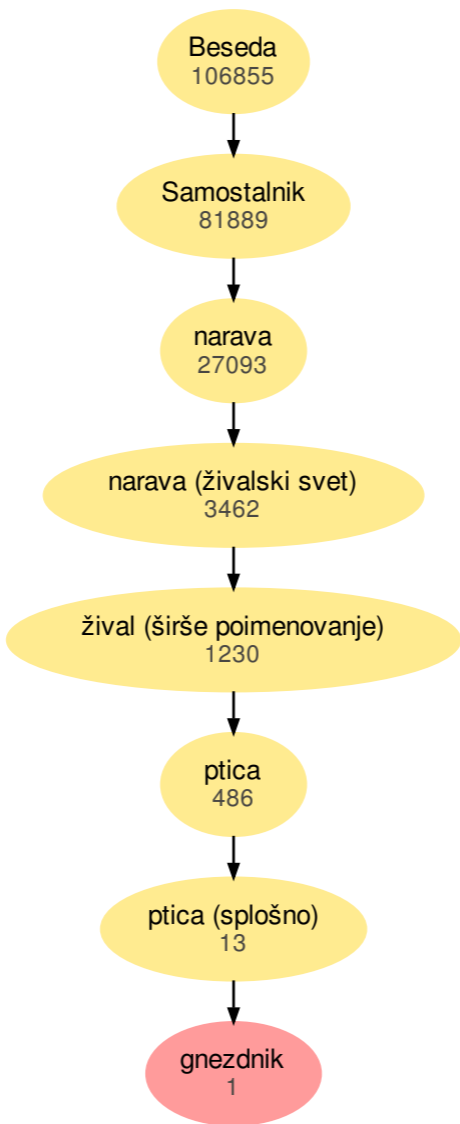 Beseda
106855
Samostalnik
81889
narava
27093
narava (živalski svet)
3462
žival (širše poimenovanje)
1230
ptica
486
ptica (splošno)
13
gnezdnik
1